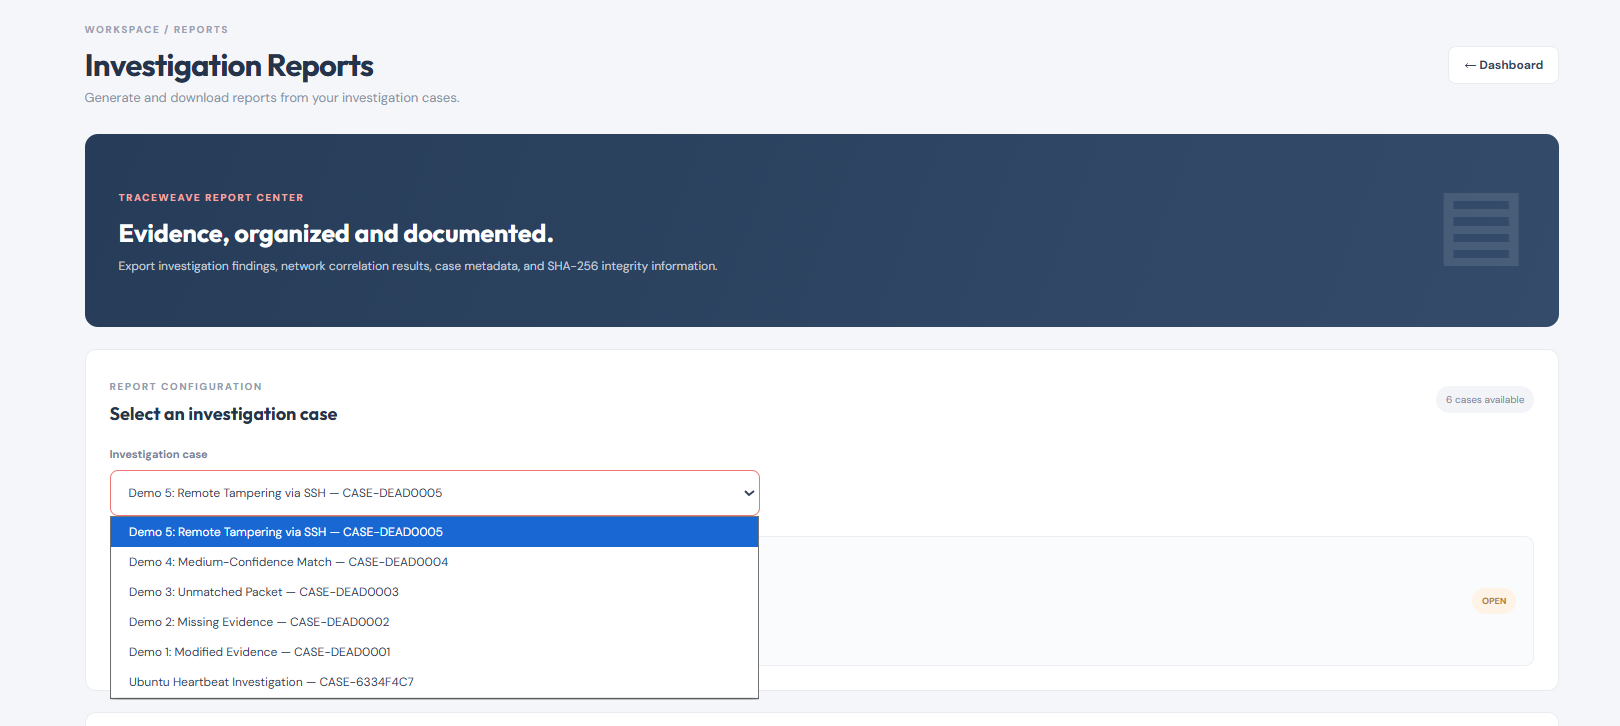 WORKSPACE / REPORTS
Investigation Reports
Generate and download reports from your investigation cases.
← Dashboard
TRACEWEAVE REPORT CENTER
Evidence, organized and documented.
Export investigation findings, network correlation results, case metadata, and SHA-256 integrity information.
REPORT CONFIGURATION
Select an investigation case
6 cases available
Investigation case
Demo 5: Remote Tampering via SSH — CASE-DEAD0005
Demo 5: Remote Tampering via SSH — CASE-DEAD0005
Demo 4: Medium-Confidence Match — CASE-DEAD0004
Demo 3: Unmatched Packet — CASE-DEAD0003
Demo 2: Missing Evidence — CASE-DEAD0002
Demo 1: Modified Evidence — CASE-DEAD0001
Ubuntu Heartbeat Investigation — CASE-6334F4C7
OPEN